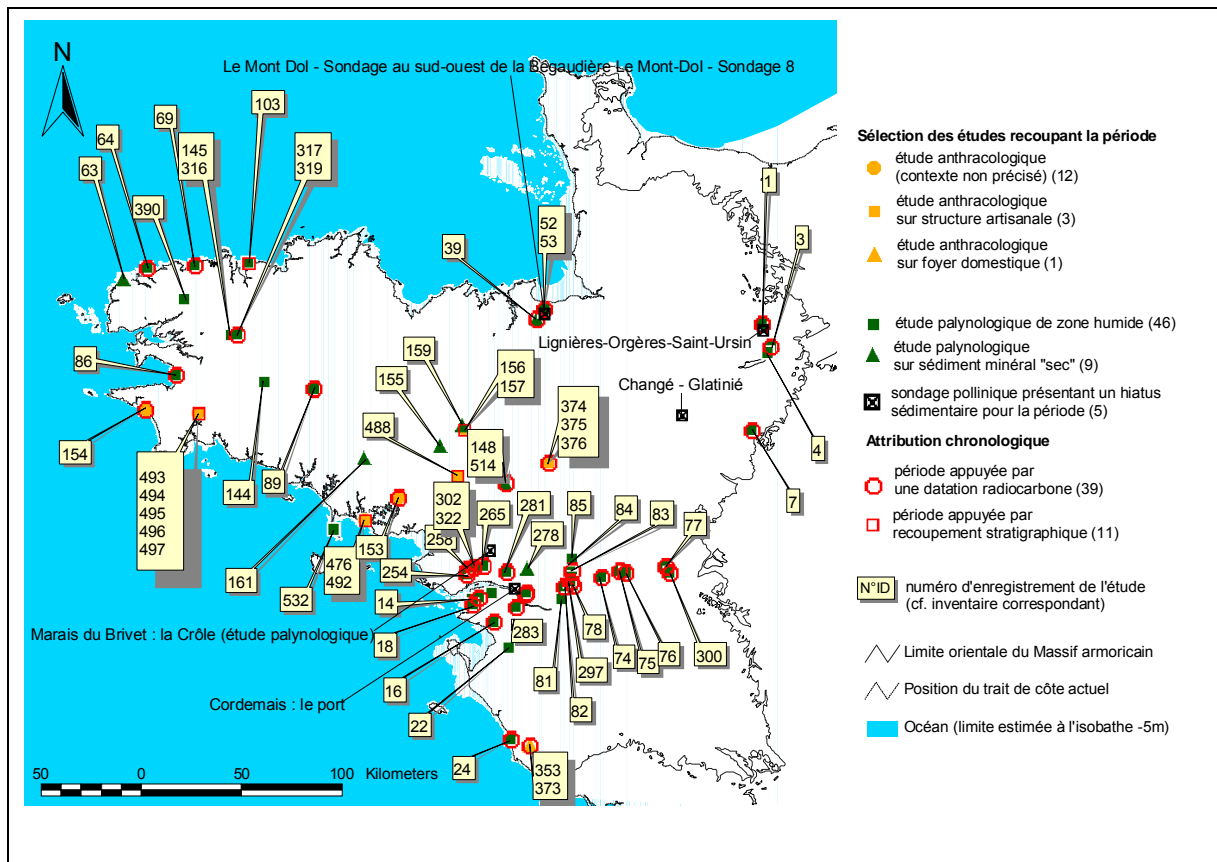 N
Le Mont Dol - Sondage au sud-ouest de la Bégaudière Le Mont-Dol - Sondage 8
103
69
64
145
316
317
319
63
390
1
52
53
3
39
Lignières-Orgères-Saint-Ursin
159
156
157
86
155
Changé - Glatinié
374
375
376
488
148
514
154
4
89
144
7
493
494
495
496
497
302
322
265
281
85
84
83
77
278
258
153
476
492
254
161
532
14
Marais du Brivet : la Crôle (étude palynologique)
18
283
78
74
75
76
300
16
81
297
Cordemais : le port
82
22
24
353
373
50 0 50 100 Kilometers
Sélection des études recoupant la période
étude anthracologique
(contexte non précisé) (12)
étude anthracologique
sur structure artisanale (3)
étude anthracologique
sur foyer domestique (1)
étude palynologique de zone humide (46)
étude palynologique
sur sédiment minéral "sec" (9)
sondage pollinique présentant un hiatus
sédimentaire pour la période (5)
Attribution chronologique
période appuyée par
une datation radiocarbone (39)
période appuyée par
recoupement stratigraphique (11)
N°ID
numéro d'enregistrement de l'étude
(cf. inventaire correspondant)
Limite orientale du Massif armoricain
Position du trait de côte actuel
Océan (limite estimée à l'isobathe -5m)